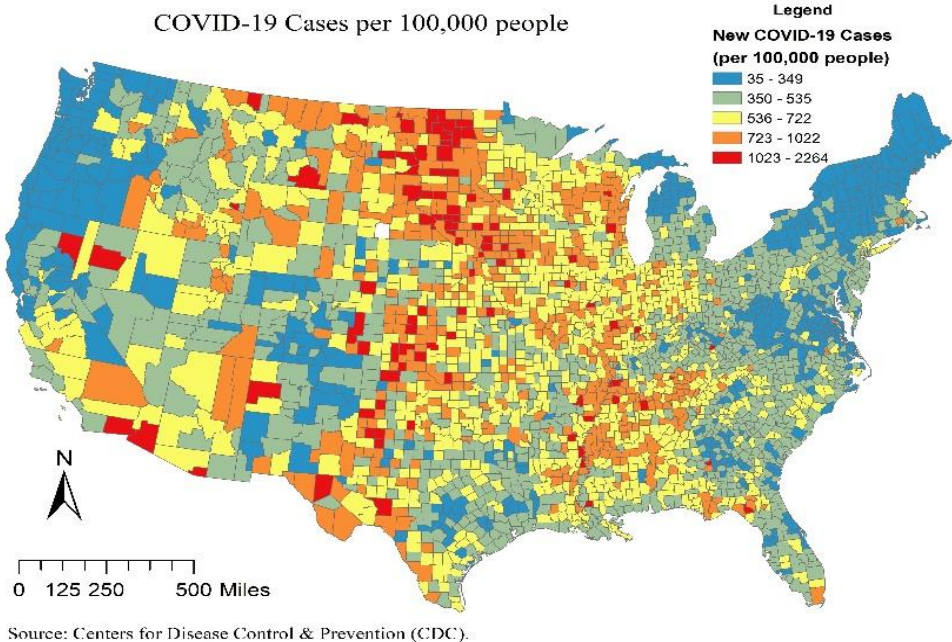 COVID-19 Cases per 100,000 people
Legend
New COVID-19 Cases
(per 100,000 people)
35 - 349
350 - 535
536 - 722
723 - 1022
1023 - 2264
N
0 125 250 500 Miles
Source: Centers for Disease Control & Prevention (CDC).